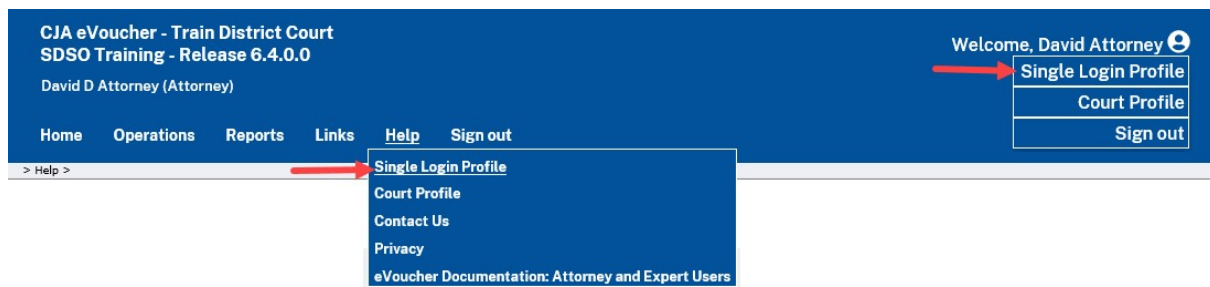 CJA eVoucher - Train District Court
SDSO Training - Release 6.4.0.0
David D Attorney (Attorney)
Welcome, David Attorney
Single Login Profile
Court Profile
Sign out
Home Operations Reports Links Help Sign out
> Help >
Single Login Profile
Court Profile
Contact Us
Privacy
eVoucher Documentation: Attorney and Expert Users